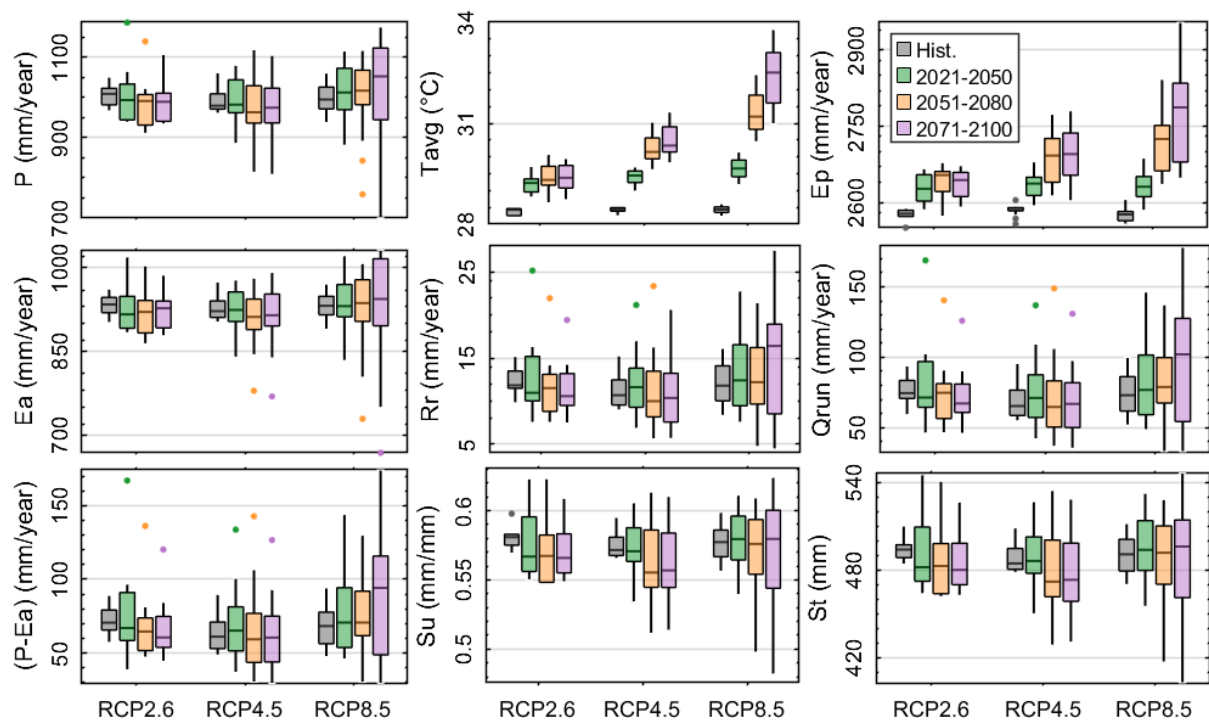 P (mm/year)
1100
900
700
Tavg (°C)
34
31
28
Ep (mm/year)
2900
2750
2600
Hist.
2021-2050
2051-2080
2071-2100
Ea (mm/year)
1000
850
700
Rr (mm/year)
25
15
5
Qrun (mm/year)
150
100
50
(P-Ea) (mm/year)
150
100
50
Su (mm/mm)
0.6
0.55
0.5
St (mm)
540
480
420
RCP2.6 RCP4.5 RCP8.5
RCP2.6 RCP4.5 RCP8.5
RCP2.6 RCP4.5 RCP8.5